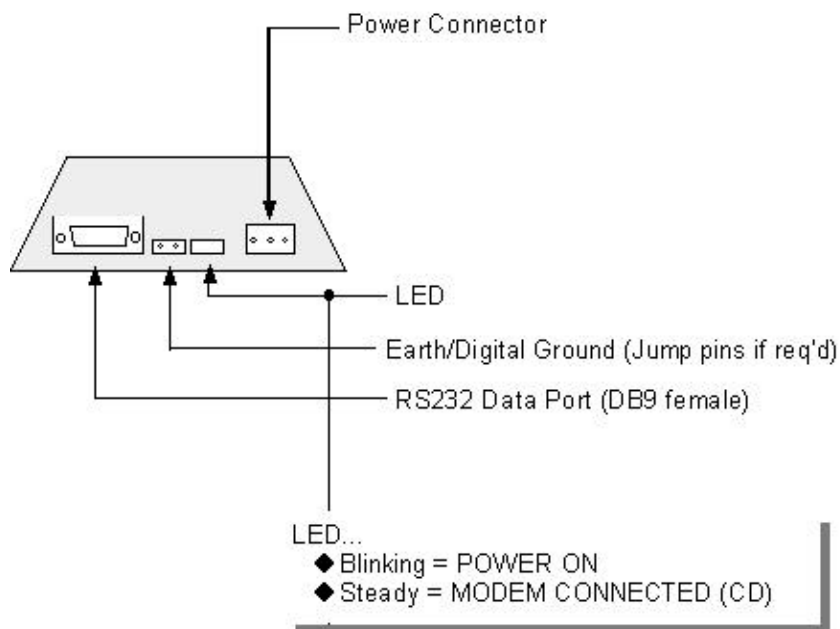 Power Connector
LED
Earth/Digital Ground (Jump pins if req'd)
RS232 Data Port (DB9 female)
LED...
◆ Blinking = POWER ON
◆ Steady = MODEM CONNECTED (CD)